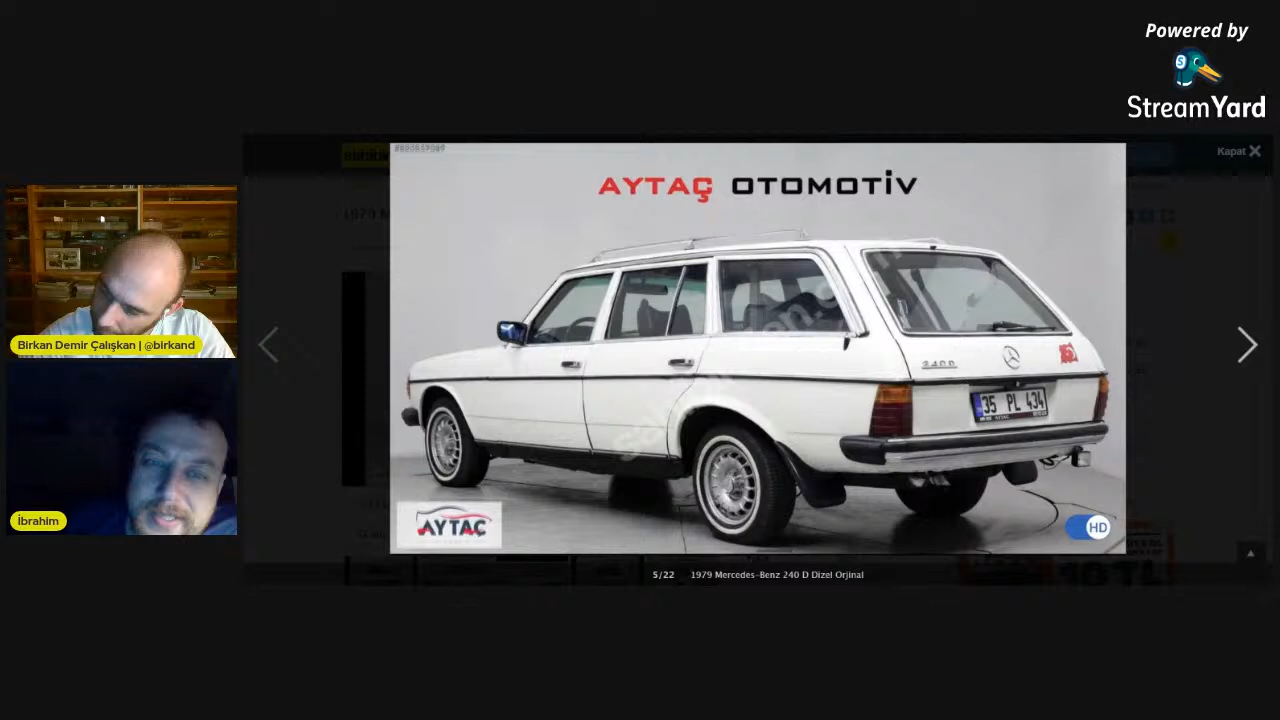 Powered by
StreamYard
Kapat
AYTAÇ OTOMOTİV
Birkan Demir Çalışkan | @birkand
240D
35 PL 434
İbrahim
AYTAÇ
HD
5/22 1979 Mercedes-Benz 240 D Dizel Orjinal